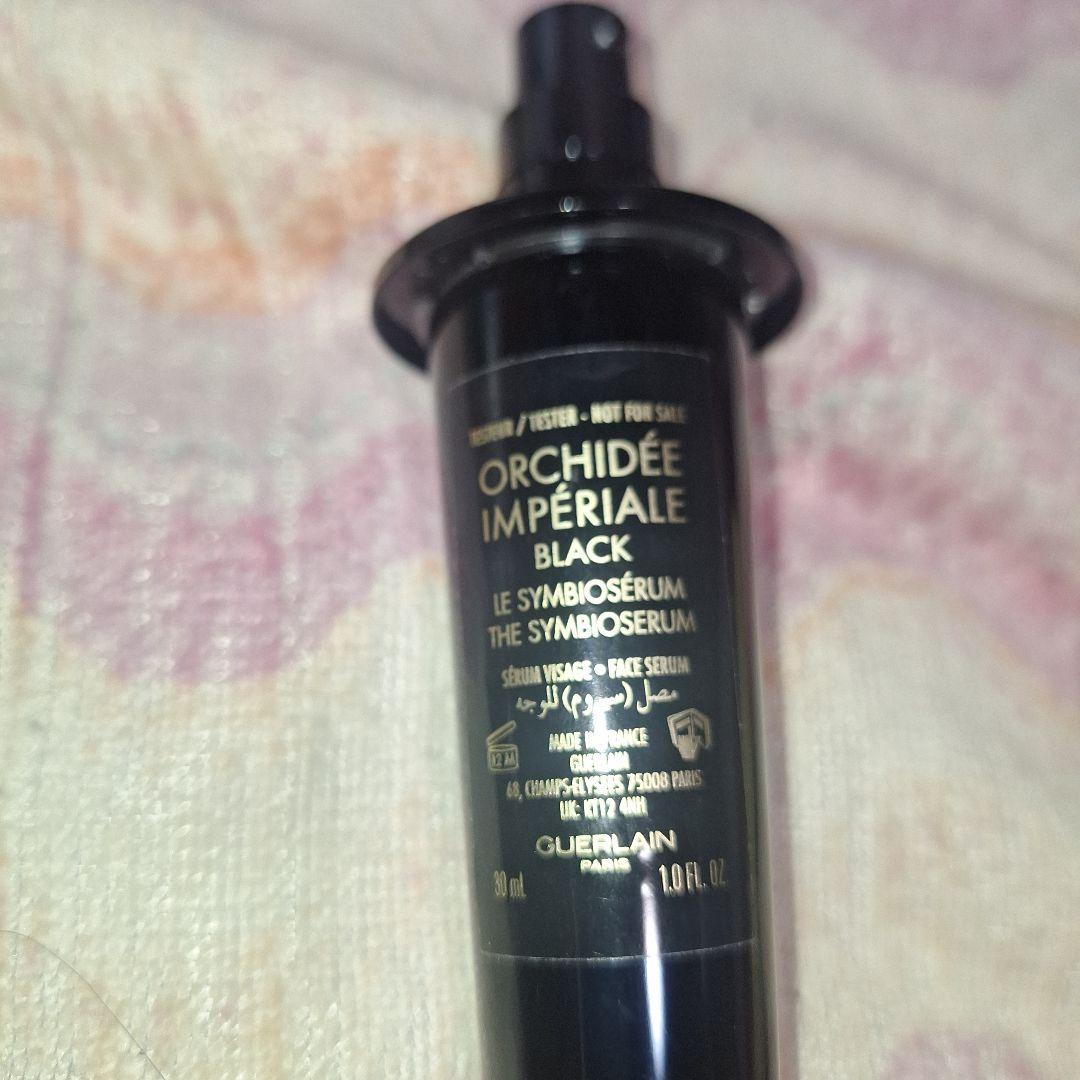 TESTEUR / TESTER - NOT FOR SALE
ORCHIDÉE
IMPÉRIALE
BLACK
LE SYMBIOSÉRUM
THE SYMBIOSERUM
SÉRUM VISAGE • FACE SERUM
مصل (سيروم) للوجه
12 M
MADE IN FRANCE
GUERLAIN
68, CHAMPS-ELYSEES 75008 PARIS
UK: KT12 4NH
GUERLAIN
PARIS
30 mL 1.0 FL. OZ